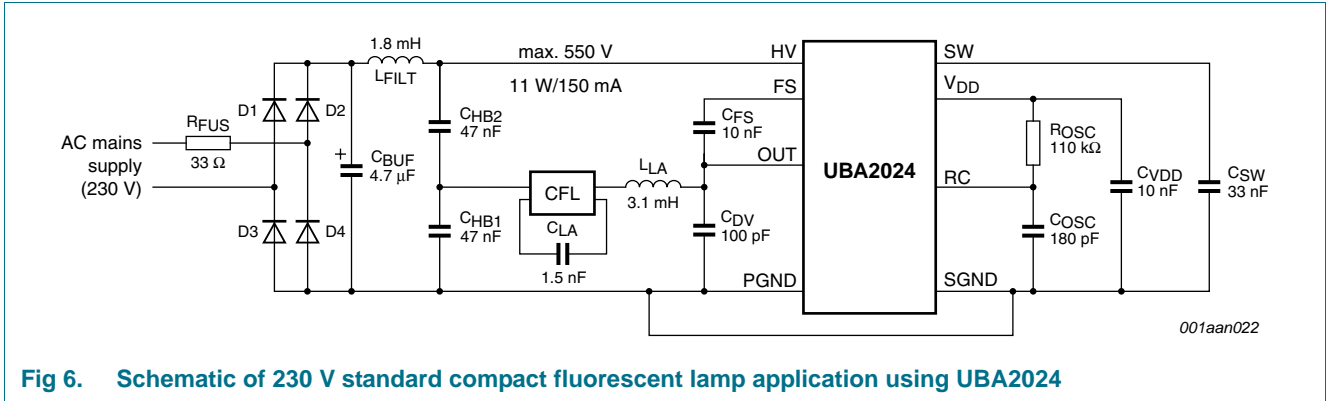 1.8 mH
LFILT
max. 550 V
11 W/150 mA
HV
FS
OUT
PGND
UBA2024
SW
VDD
RC
SGND
D1
D2
D3
D4
AC mains
supply
(230 V)
RFUS
33 Ω
+
CBUF
4.7 μF
CHB2
47 nF
CHB1
47 nF
CFL
CLA
1.5 nF
LLA
3.1 mH
CFS
10 nF
CDV
100 pF
ROSC
110 kΩ
COSC
180 pF
CVDD
10 nF
CSW
33 nF
001aan022
Fig 6. Schematic of 230 V standard compact fluorescent lamp application using UBA2024